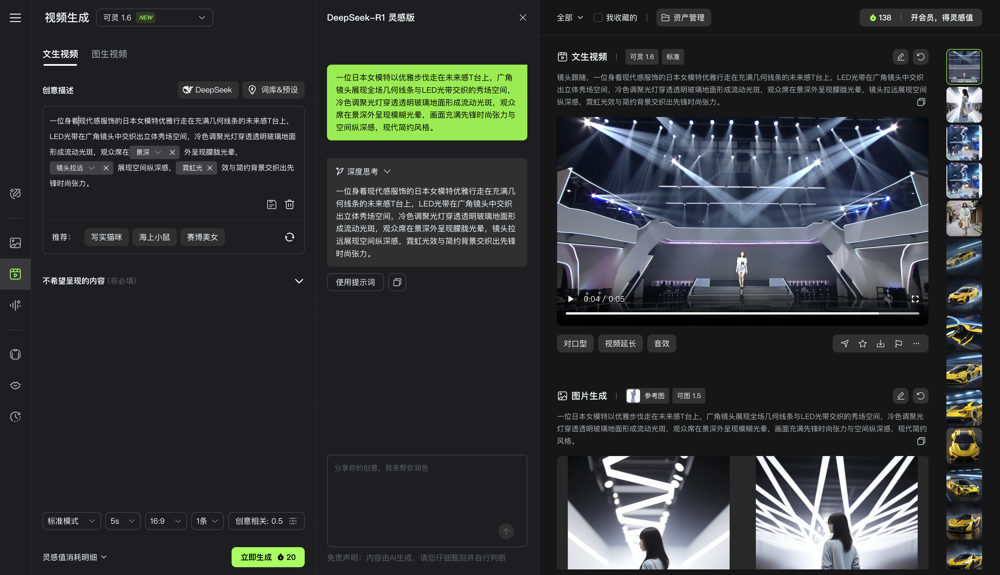 视频生成
可灵 1.6 NEW
文生视频 图生视频
创意描述
DeepSeek
词库&预设
一位身着现代感服饰的日本女模特优雅行走在充满几何线条的未来感T台上，
LED光带在广角镜头中交织出立体秀场空间，冷色调聚光灯穿透透明玻璃地面
形成流动光斑，观众席在 景深 外呈现朦胧光晕，
镜头拉远 展现空间纵深感， 霓虹光 效与简约背景交织出先
锋时尚张力。
推荐： 写实猫咪 海上小鼠 赛博美女
不希望呈现的内容 (非必填)
标准模式 5s 16:9 1条 创意相关: 0.5
灵感值消耗明细
立即生成 20
DeepSeek-R1 灵感版
一位日本女模特以优雅步伐走在未来感T台上，广角
镜头展现全场几何线条与LED光带交织的秀场空间，
冷色调聚光灯穿透透明玻璃地面形成流动光斑，观众
席在景深外呈现模糊光晕，画面充满先锋时尚张力与
空间纵深感，现代简约风格。
深度思考
一位身着现代感服饰的日本女模特优雅行走在充满几
何线条的未来感T台上，LED光带在广角镜头中交织
出立体秀场空间，冷色调聚光灯穿透透明玻璃地面形
成流动光斑，观众席在景深外呈现朦胧光晕，镜头拉
远展现空间纵深感，霓虹光效与简约背景交织出先锋
时尚张力。
使用提示词
分享你的创意，我来帮你润色
免责声明：内容由AI生成，请您仔细甄别并自行判断
全部
我收藏的
资产管理
138
开会员，得灵感值
文生视频 可灵 1.6 标准
镜头跟随，一位身着现代感服饰的日本女模特优雅行走在充满几何线条的未来感T台上，LED光带在广角镜头中交织
出立体秀场空间，冷色调聚光灯穿透透明玻璃地面形成流动光斑，观众席在景深外呈现朦胧光晕，镜头拉远展现空间
纵深感，霓虹光效与简约背景交织出先锋时尚张力。
0:04 / 0:05
对口型 视频延长 音效
图片生成 参考图 可图 1.5
一位日本女模特以优雅步伐走在未来感T台上，广角镜头展现全场几何线条与LED光带交织的秀场空间，冷色调聚光
灯穿透透明玻璃地面形成流动光斑，观众席在景深外呈现模糊光晕，画面充满先锋时尚张力与空间纵深感，现代简约
风格。